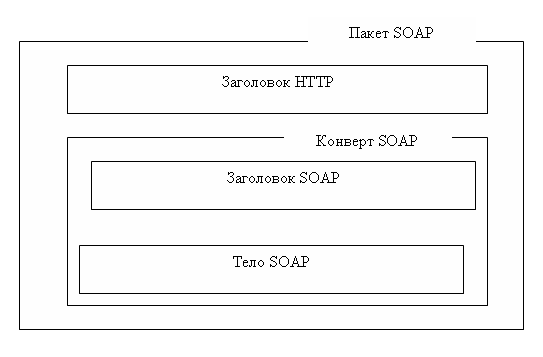 Пакет SOAP
Заголовок HTTP
Конверт SOAP
Заголовок SOAP
Тело SOAP